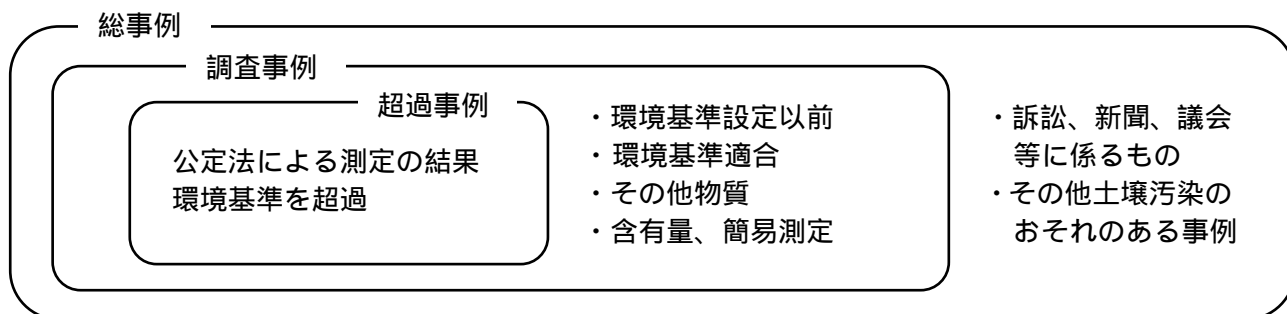 総事例
調査事例
超過事例
公定法による測定の結果
環境基準を超過
・環境基準設定以前
・環境基準適合
・その他物質
・含有量、簡易測定
・訴訟、新聞、議会
等に係るもの
・その他土壌汚染の
おそれのある事例